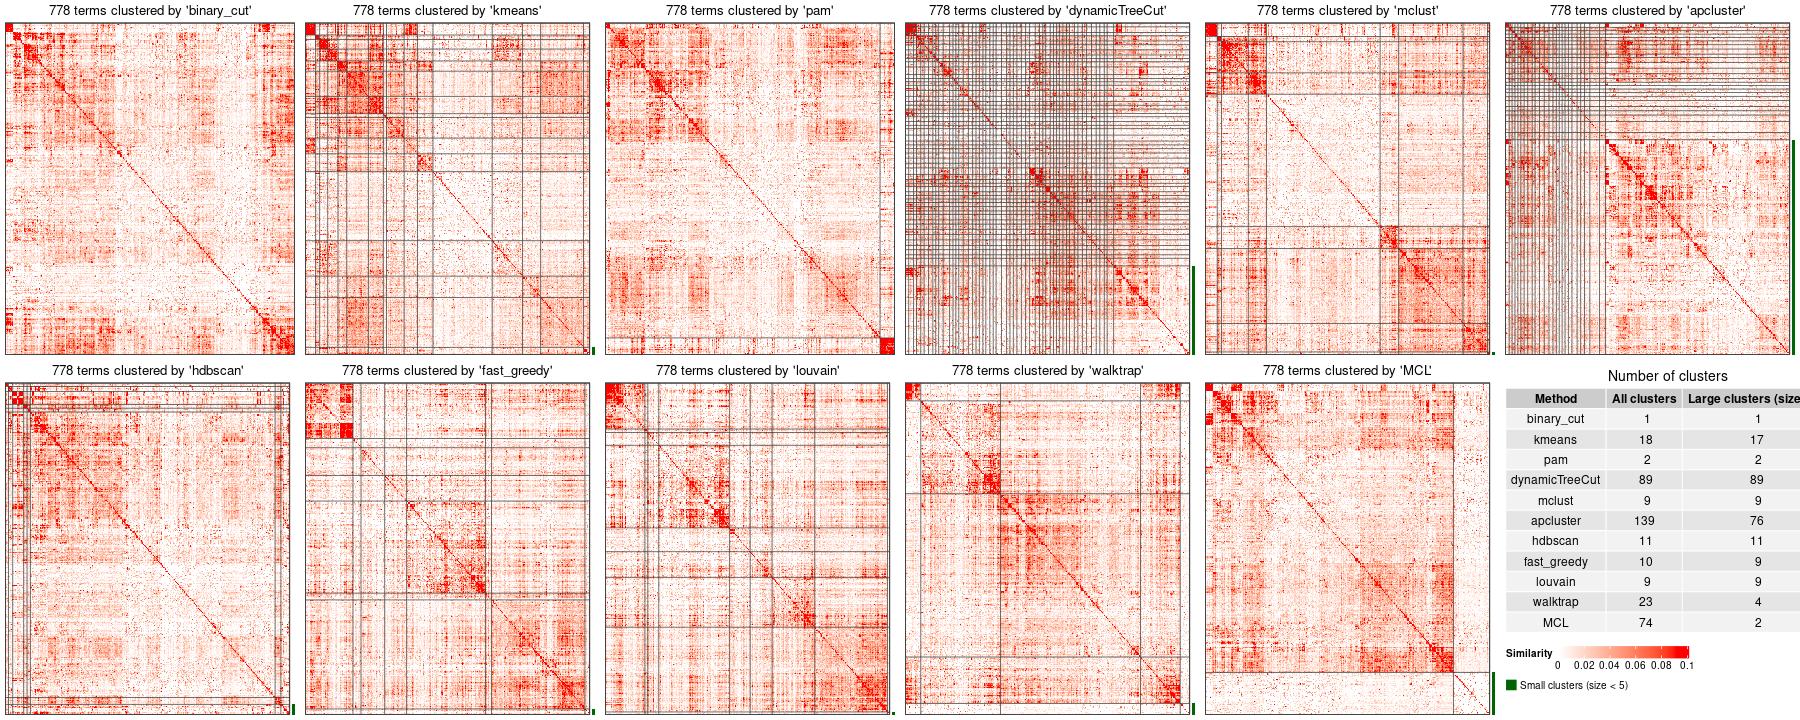 778 terms clustered by 'binary_cut'
778 terms clustered by 'kmeans'
778 terms clustered by 'pam'
778 terms clustered by 'dynamicTreeCut'
778 terms clustered by 'mclust'
778 terms clustered by 'apcluster'
778 terms clustered by 'hdbscan'
778 terms clustered by 'fast_greedy'
778 terms clustered by 'louvain'
778 terms clustered by 'walktrap'
778 terms clustered by 'MCL'
Number of clusters
Method All clusters Large clusters (size
binary_cut 1 1
kmeans 18 17
pam 2 2
dynamicTreeCut 89 89
mclust 9 9
apcluster 139 76
hdbscan 11 11
fast_greedy 10 9
louvain 9 9
walktrap 23 4
MCL 74 2
Similarity
0 0.02 0.04 0.06 0.08 0.1
Small clusters (size < 5)